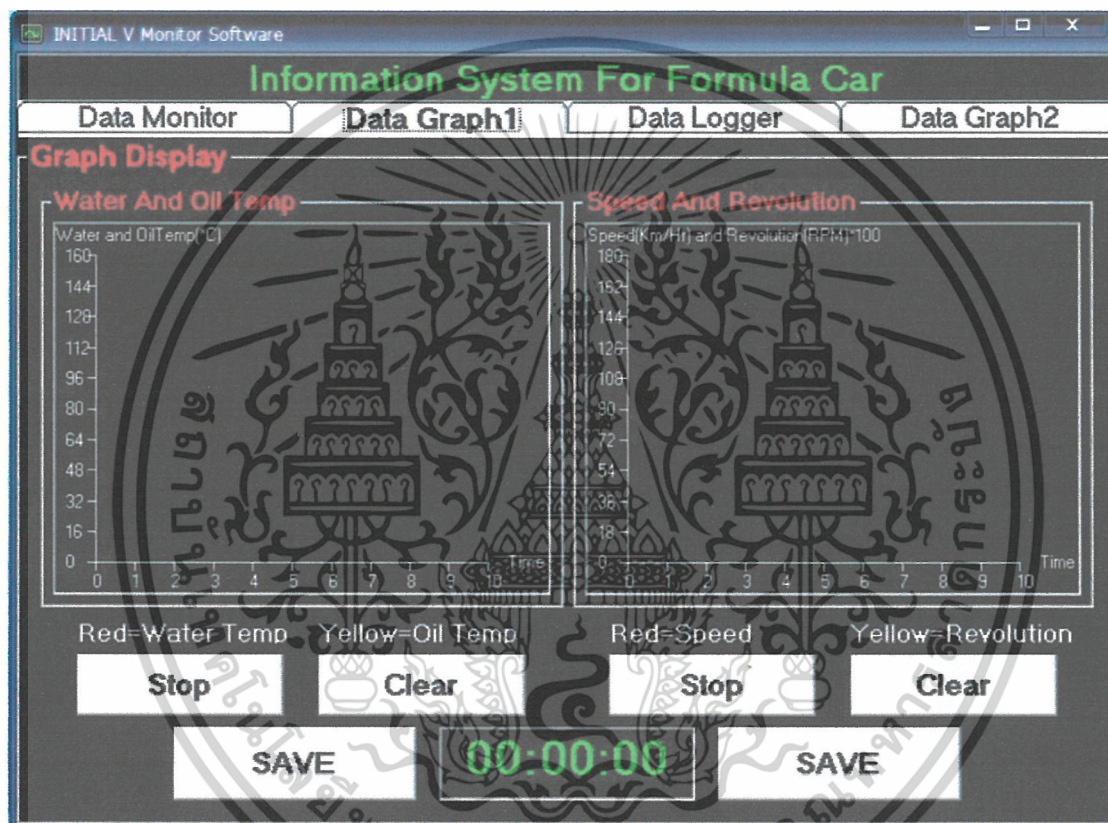 INITIAL V Monitor Software
Information System For Formula Car
Data Monitor Data Graph1 Data Logger Data Graph2
Graph Display
Water And Oil Temp
Water and OilTemp(°C)
160
144
128
112
96
80
64
48
32
16
0
0 1 2 3 4 5 6 7 8 9 10 Time
Red=Water Temp Yellow=Oil Temp
Stop Clear
SAVE
Speed And Revolution
Speed(Km/Hr) and Revolution(RPM)*100
180
162
144
126
108
90
72
54
36
18
0
0 1 2 3 4 5 6 7 8 9 10 Time
Red=Speed Yellow=Revolution
Stop Clear
00:00:00
SAVE